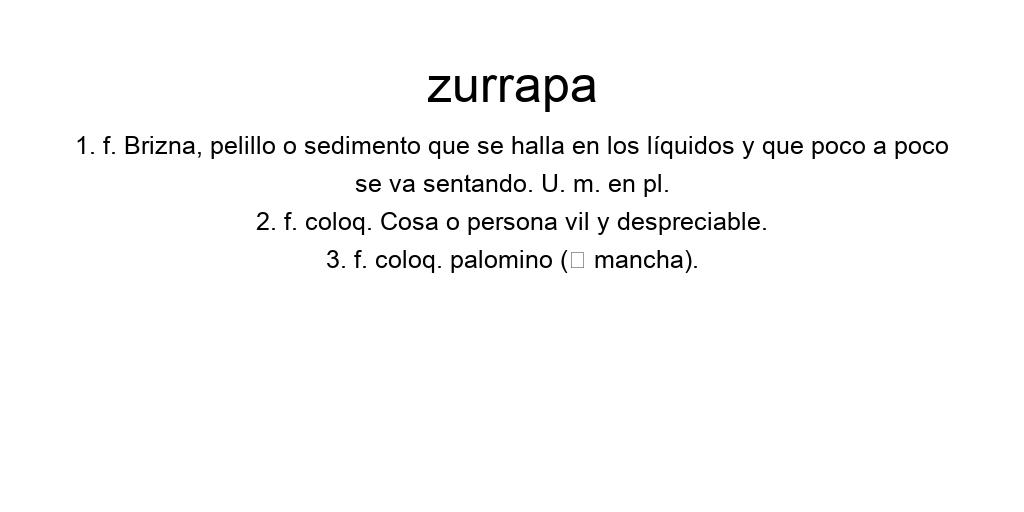 zurrapa
1. f. Brizna, pelillo o sedimento que se halla en los líquidos y que poco a poco
se va sentando. U. m. en pl.
2. f. coloq. Cosa o persona vil y despreciable.
3. f. coloq. palomino (□ mancha).